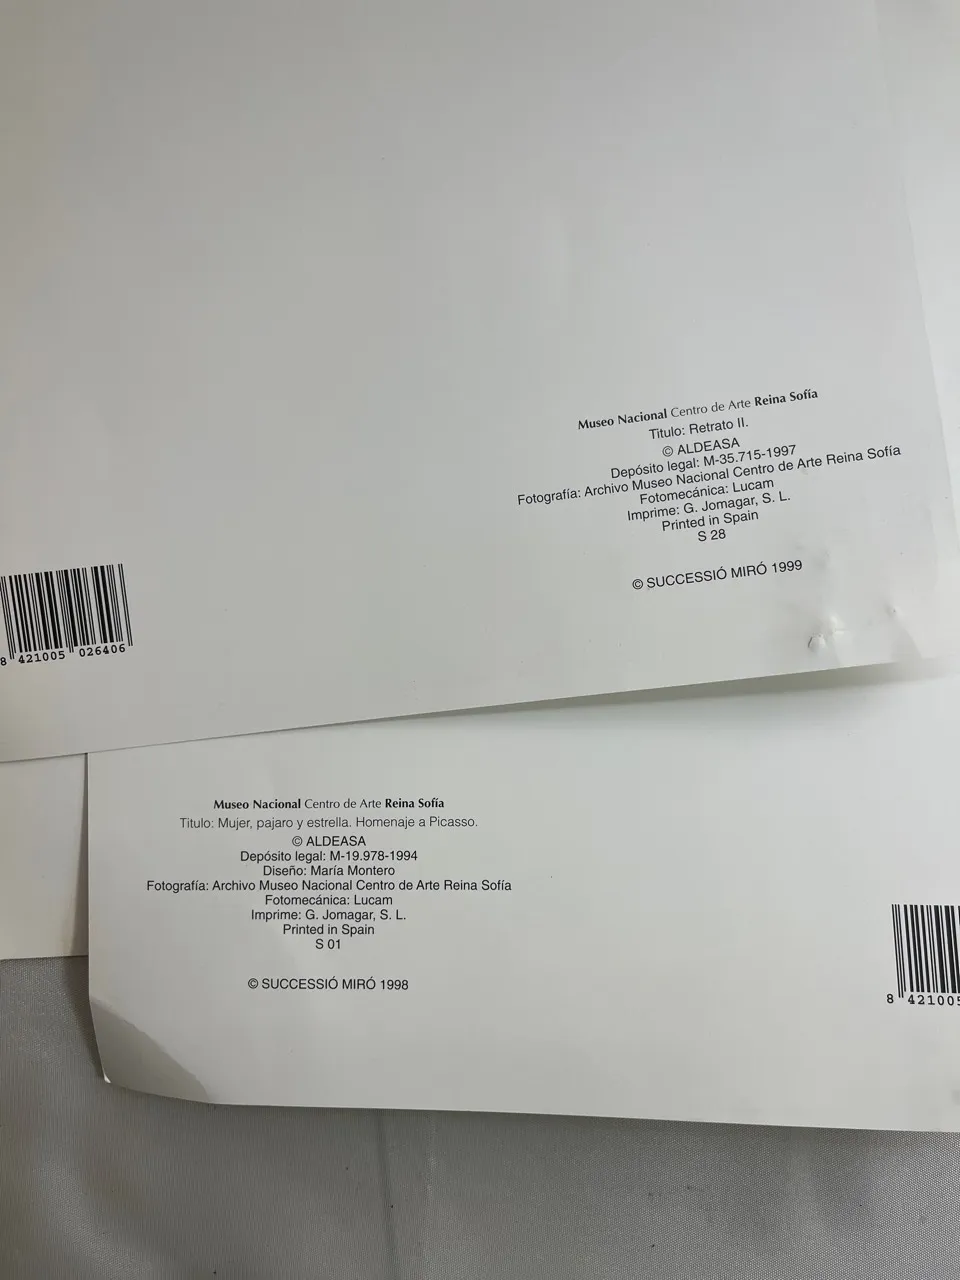 Museo Nacional Centro de Arte Reina Sofía
Titulo: Retrato II.
© ALDEASA
Depósito legal: M-35.715-1997
Fotografía: Archivo Museo Nacional Centro de Arte Reina Sofía
Fotomecánica: Lucam
Imprime: G. Jomagar, S. L.
Printed in Spain
S 28
© SUCCESSIÓ MIRÓ 1999
8 421005 026406
Museo Nacional Centro de Arte Reina Sofía
Titulo: Mujer, pajaro y estrella. Homenaje a Picasso.
© ALDEASA
Depósito legal: M-19.978-1994
Diseño: María Montero
Fotografía: Archivo Museo Nacional Centro de Arte Reina Sofía
Fotomecánica: Lucam
Imprime: G. Jomagar, S. L.
Printed in Spain
S 01
© SUCCESSIÓ MIRÓ 1998
8 421005